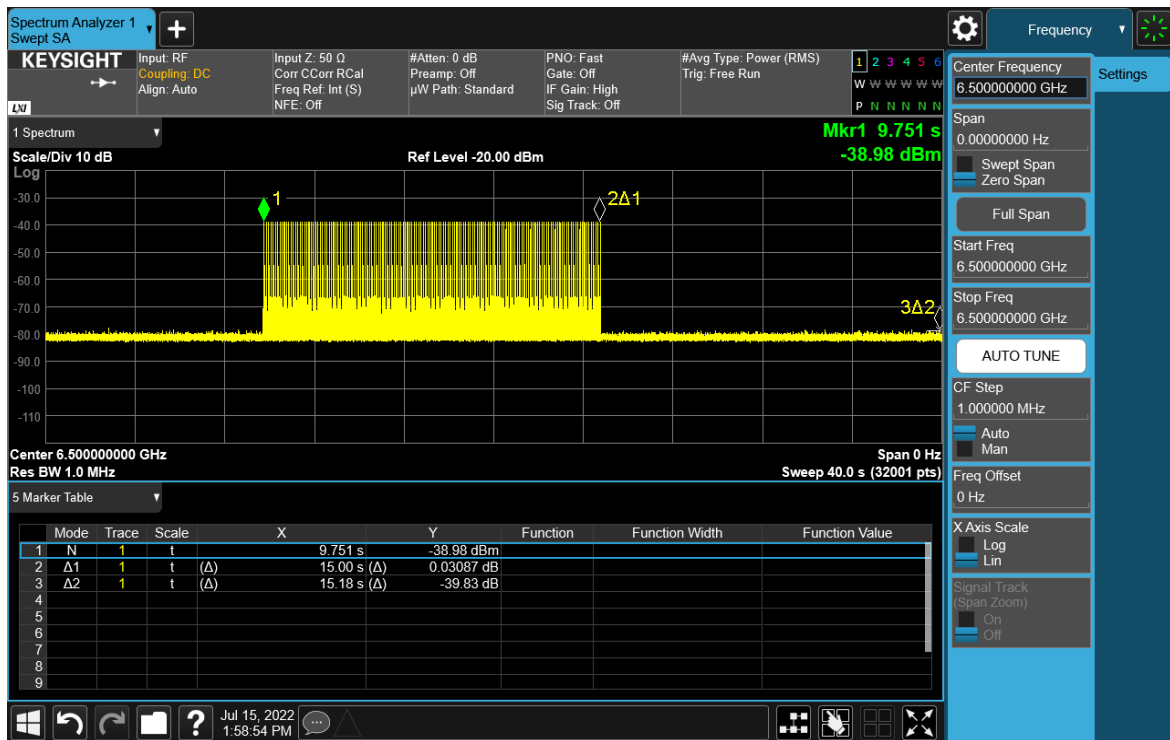 Spectrum Analyzer 1
Swept SA
+
Frequency
KEYSIGHT
Input: RF
Coupling: DC
Align: Auto
Input Z: 50 Ω
Corr CCorr RCal
Freq Ref: Int (S)
NFE: Off
#Atten: 0 dB
Preamp: Off
µW Path: Standard
PNO: Fast
Gate: Off
IF Gain: High
Sig Track: Off
#Avg Type: Power (RMS)
Trig: Free Run
1 2 3 4 5 6
W W W W W W
P N N N N N
LXI
1 Spectrum
Scale/Div 10 dB
Log
Ref Level -20.00 dBm
Mkr1 9.751 s
-38.98 dBm
1
2Δ1
3Δ2
-30.0
-40.0
-50.0
-60.0
-70.0
-80.0
-90.0
-100
-110
Center 6.500000000 GHz
Res BW 1.0 MHz
Span 0 Hz
Sweep 40.0 s (32001 pts)
5 Marker Table
Mode Trace Scale X Y Function Function Width Function Value
1 N 1 t 9.751 s -38.98 dBm
2 Δ1 1 t (Δ) 15.00 s (Δ) 0.03087 dB
3 Δ2 1 t (Δ) 15.18 s (Δ) -39.83 dB
4
5
6
7
8
9
Center Frequency
6.500000000 GHz
Settings
Span
0.00000000 Hz
Swept Span
Zero Span
Full Span
Start Freq
6.500000000 GHz
Stop Freq
6.500000000 GHz
AUTO TUNE
CF Step
1.000000 MHz
Auto
Man
Freq Offset
0 Hz
X Axis Scale
Log
Lin
Signal Track
(Span Zoom)
On
Off
?
Jul 15, 2022
1:58:54 PM